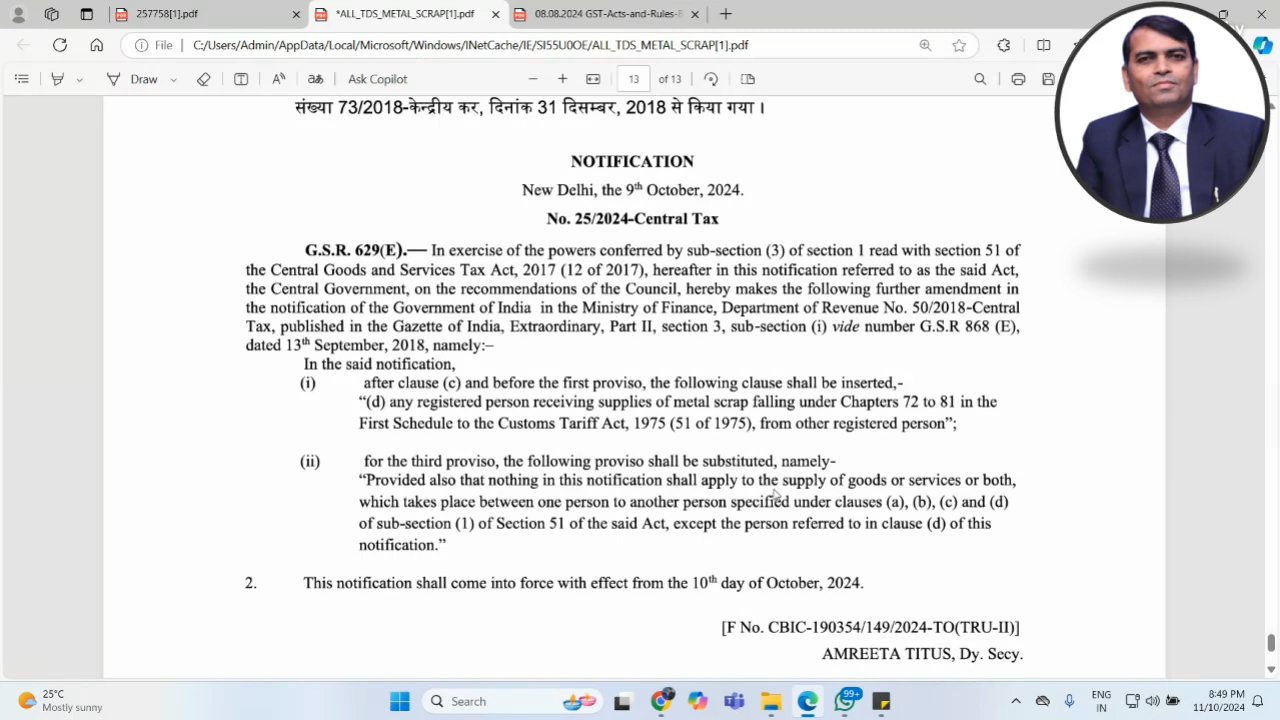 25758[1].pdf
*ALL_TDS_METAL_SCRAP[1].pdf
08.08.2024 GST-Acts-and-Rules-E
File C:/Users/Admin/AppData/Local/Microsoft/Windows/INetCache/IE/SI55U0OE/ALL_TDS_METAL_SCRAP[1].pdf
Draw Ask Copilot 13 of 13
संख्या 73/2018-केन्द्रीय कर, दिनांक 31 दिसम्बर, 2018 से किया गया ।
NOTIFICATION
New Delhi, the 9th October, 2024.
No. 25/2024-Central Tax
G.S.R. 629(E).— In exercise of the powers conferred by sub-section (3) of section 1 read with section 51 of
the Central Goods and Services Tax Act, 2017 (12 of 2017), hereafter in this notification referred to as the said Act,
the Central Government, on the recommendations of the Council, hereby makes the following further amendment in
the notification of the Government of India in the Ministry of Finance, Department of Revenue No. 50/2018-Central
Tax, published in the Gazette of India, Extraordinary, Part II, section 3, sub-section (i) vide number G.S.R 868 (E),
dated 13th September, 2018, namely:–
In the said notification,
(i) after clause (c) and before the first proviso, the following clause shall be inserted,-
“(d) any registered person receiving supplies of metal scrap falling under Chapters 72 to 81 in the
First Schedule to the Customs Tariff Act, 1975 (51 of 1975), from other registered person”;
(ii) for the third proviso, the following proviso shall be substituted, namely-
“Provided also that nothing in this notification shall apply to the supply of goods or services or both,
which takes place between one person to another person specified under clauses (a), (b), (c) and (d)
of sub-section (1) of Section 51 of the said Act, except the person referred to in clause (d) of this
notification.”
2. This notification shall come into force with effect from the 10th day of October, 2024.
[F No. CBIC-190354/149/2024-TO(TRU-II)]
AMREETA TITUS, Dy. Secy.
25°C
Mostly sunny
Search
99+
ENG
IN
8:49 PM
11/10/2024